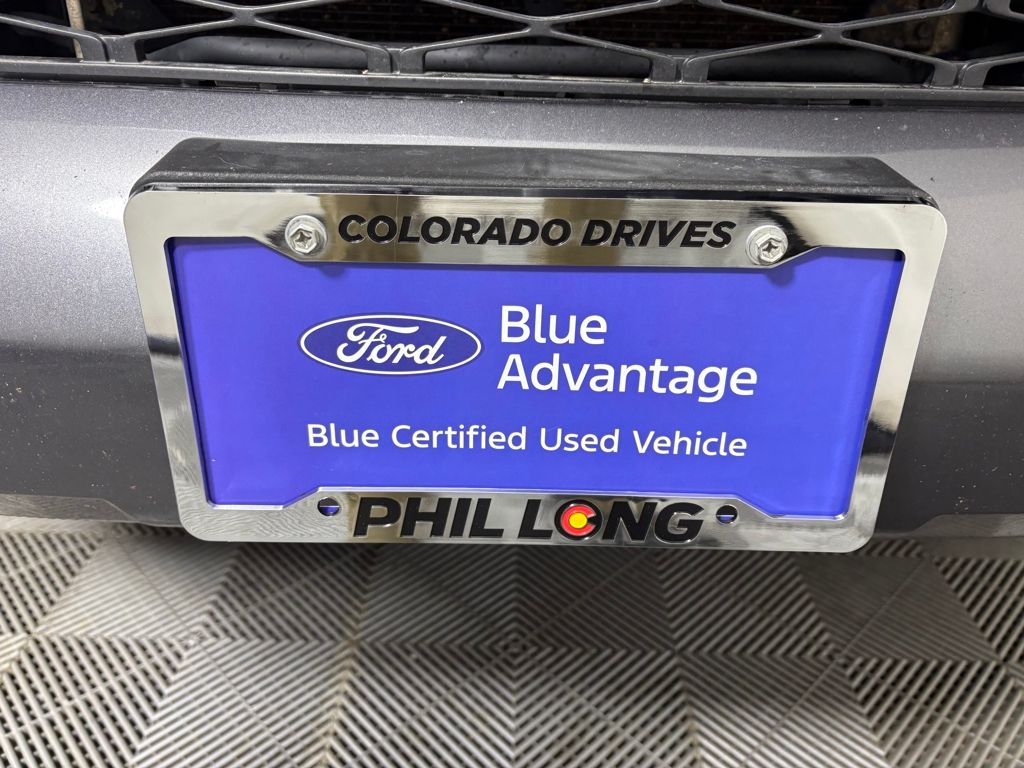 COLORADO DRIVES
Ford
Blue
Advantage
Blue Certified Used Vehicle
PHIL LONG